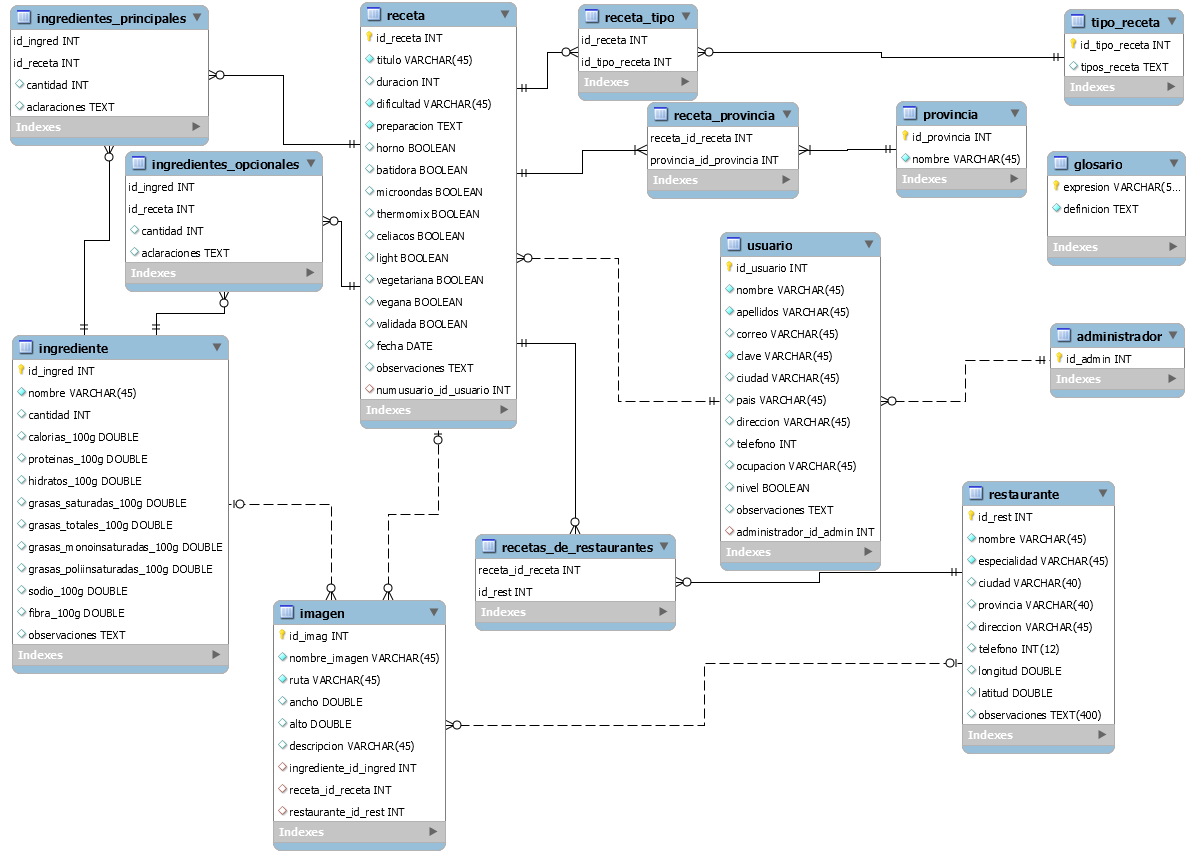 ingredientes_principales
id_ingred INT
id_receta INT
cantidad INT
aclaraciones TEXT
Indexes
receta
id_receta INT
titulo VARCHAR(45)
duracion INT
dificultad VARCHAR(45)
preparacion TEXT
horno BOOLEAN
batidora BOOLEAN
microondas BOOLEAN
thermomix BOOLEAN
celiacos BOOLEAN
light BOOLEAN
vegetariana BOOLEAN
vegana BOOLEAN
validada BOOLEAN
fecha DATE
observaciones TEXT
numusuario_id_usuario INT
Indexes
receta_tipo
id_receta INT
id_tipo_receta INT
Indexes
tipo_receta
id_tipo_receta INT
tipos_receta TEXT
Indexes
receta_provincia
receta_id_receta INT
provincia_id_provincia INT
Indexes
provincia
id_provincia INT
nombre VARCHAR(45)
Indexes
ingredientes_opcionales
id_ingred INT
id_receta INT
cantidad INT
aclaraciones TEXT
Indexes
glosario
expresion VARCHAR(5...
definicion TEXT
Indexes
usuario
id_usuario INT
nombre VARCHAR(45)
apellidos VARCHAR(45)
correo VARCHAR(45)
clave VARCHAR(45)
ciudad VARCHAR(45)
pais VARCHAR(45)
direccion VARCHAR(45)
telefono INT
ocupacion VARCHAR(45)
nivel BOOLEAN
observaciones TEXT
administrador_id_admin INT
Indexes
administrador
id_admin INT
Indexes
ingrediente
id_ingred INT
nombre VARCHAR(45)
cantidad INT
calorias_100g DOUBLE
proteinas_100g DOUBLE
hidratos_100g DOUBLE
grasas_saturadas_100g DOUBLE
grasas_totales_100g DOUBLE
grasas_monoinsaturadas_100g DOUBLE
grasas_poliinsaturadas_100g DOUBLE
sodio_100g DOUBLE
fibra_100g DOUBLE
observaciones TEXT
Indexes
recetas_de_restaurantes
receta_id_receta INT
id_rest INT
Indexes
restaurante
id_rest INT
nombre VARCHAR(45)
especialidad VARCHAR(45)
ciudad VARCHAR(40)
provincia VARCHAR(40)
direccion VARCHAR(45)
telefono INT(12)
longitud DOUBLE
latitud DOUBLE
observaciones TEXT(400)
Indexes
imagen
id_imag INT
nombre_imagen VARCHAR(45)
ruta VARCHAR(45)
ancho DOUBLE
alto DOUBLE
descripcion VARCHAR(45)
ingrediente_id_ingred INT
receta_id_receta INT
restaurante_id_rest INT
Indexes